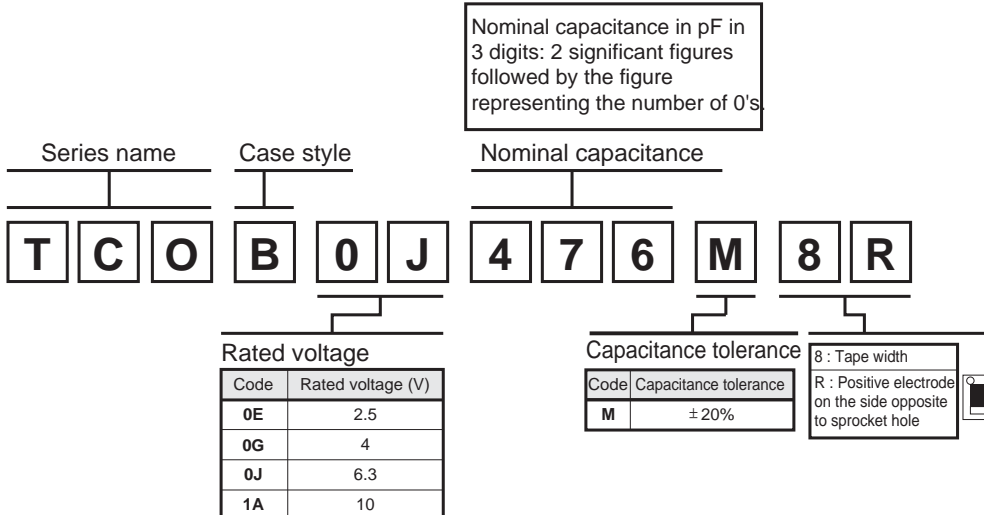 Nominal capacitance in pF in
3 digits: 2 significant figures
followed by the figure
representing the number of 0's.
Series name Case style Nominal capacitance
T C O B 0 J 4 7 6 M 8 R
Rated voltage
Code Rated voltage (V)
0E 2.5
0G 4
0J 6.3
1A 10
Capacitance tolerance
Code Capacitance tolerance
M ±20%
8 : Tape width
R : Positive electrode
on the side opposite
to sprocket hole